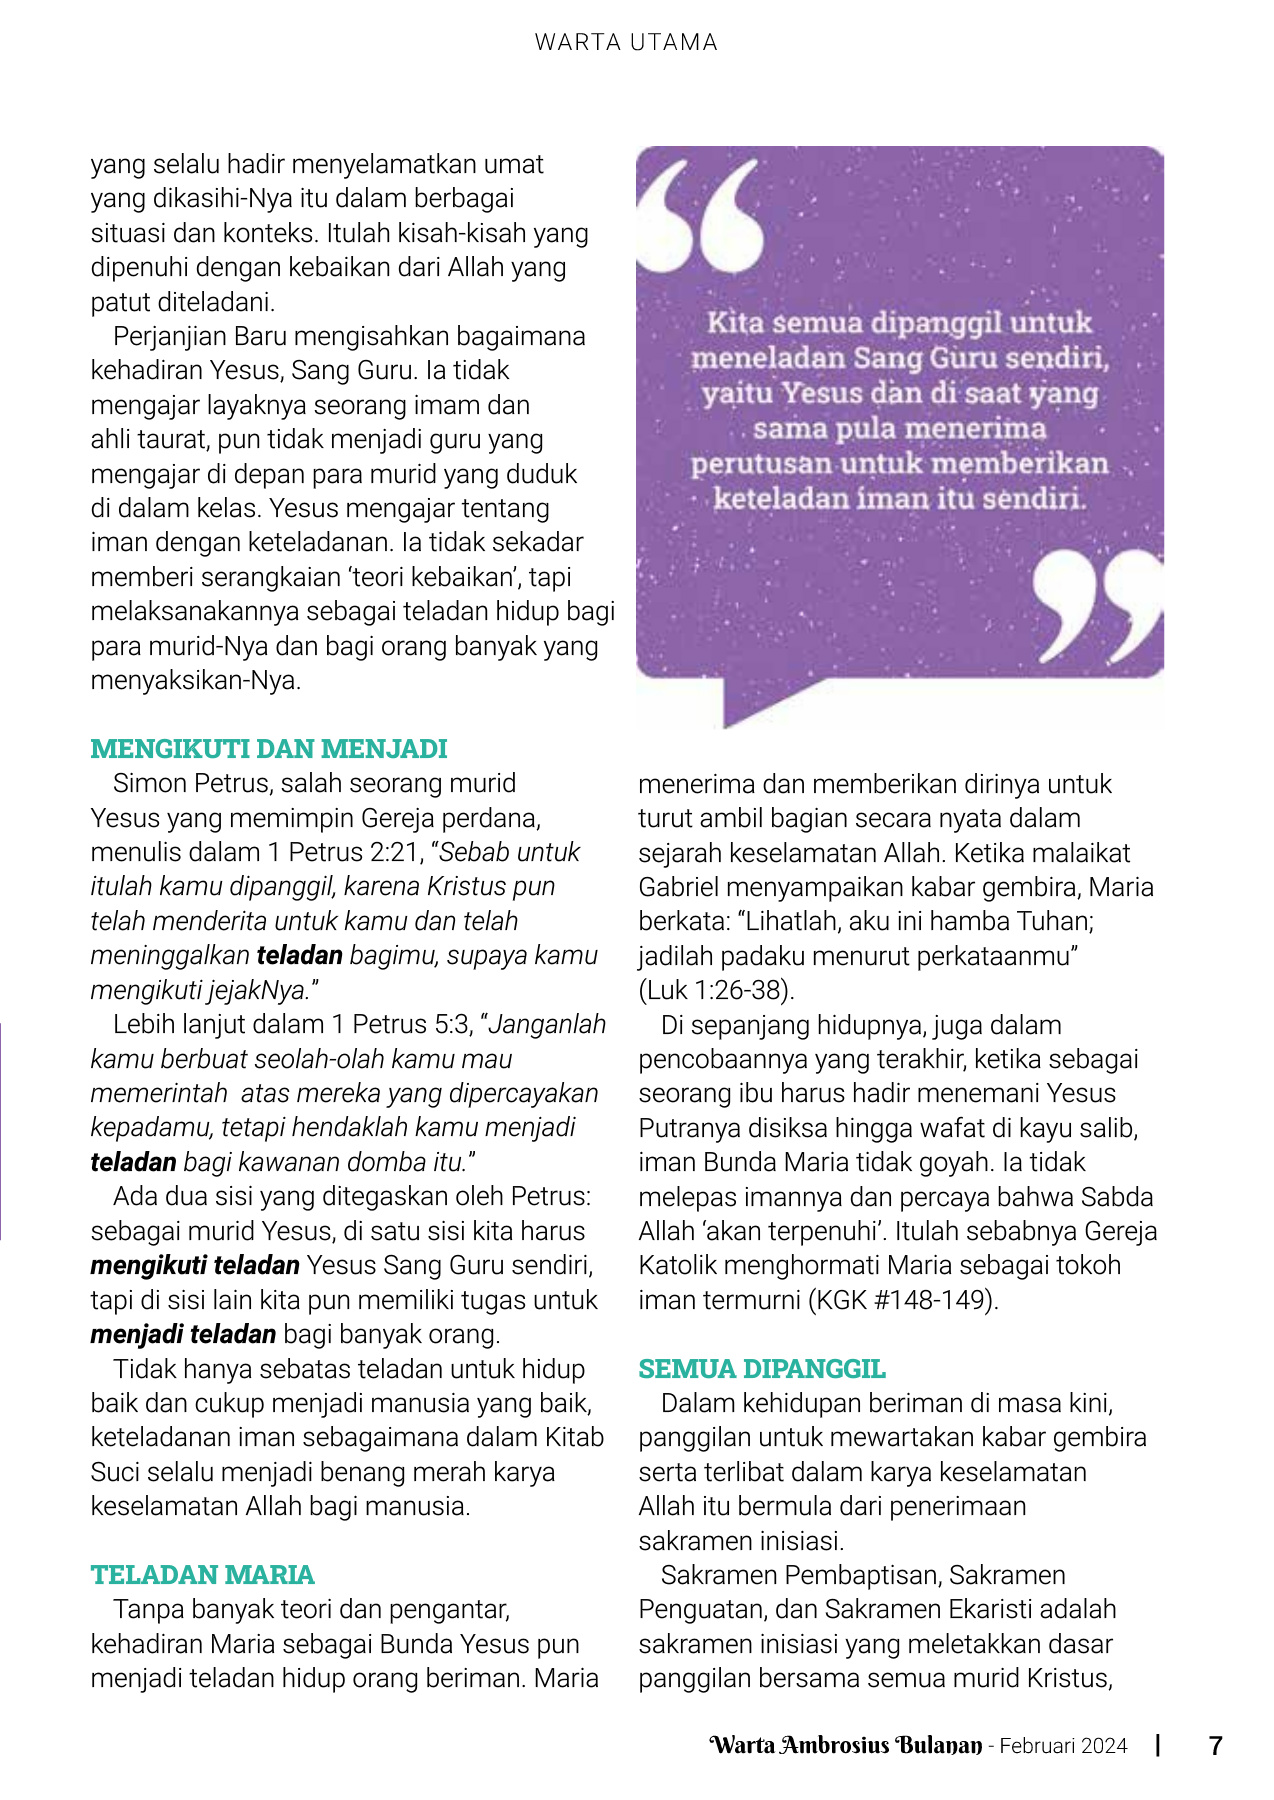 WARTA UTAMA
yang selalu hadir menyelamatkan umat
yang dikasihi-Nya itu dalam berbagai
situasi dan konteks. Itulah kisah-kisah yang
dipenuhi dengan kebaikan dari Allah yang
patut diteladani.
Perjanjian Baru mengisahkan bagaimana
kehadiran Yesus, Sang Guru. Ia tidak
mengajar layaknya seorang imam dan
ahli taurat, pun tidak menjadi guru yang
mengajar di depan para murid yang duduk
di dalam kelas. Yesus mengajar tentang
iman dengan keteladanan. Ia tidak sekadar
memberi serangkaian ‘teori kebaikan’, tapi
melaksanakannya sebagai teladan hidup bagi
para murid-Nya dan bagi orang banyak yang
menyaksikan-Nya.
MENGIKUTI DAN MENJADI
Simon Petrus, salah seorang murid
Yesus yang memimpin Gereja perdana,
menulis dalam 1 Petrus 2:21, “Sebab untuk
itulah kamu dipanggil, karena Kristus pun
telah menderita untuk kamu dan telah
meninggalkan teladan bagimu, supaya kamu
mengikuti jejakNya.”
Lebih lanjut dalam 1 Petrus 5:3, “Janganlah
kamu berbuat seolah-olah kamu mau
memerintah atas mereka yang dipercayakan
kepadamu, tetapi hendaklah kamu menjadi
teladan bagi kawanan domba itu.”
Ada dua sisi yang ditegaskan oleh Petrus:
sebagai murid Yesus, di satu sisi kita harus
mengikuti teladan Yesus Sang Guru sendiri,
tapi di sisi lain kita pun memiliki tugas untuk
menjadi teladan bagi banyak orang.
Tidak hanya sebatas teladan untuk hidup
baik dan cukup menjadi manusia yang baik,
keteladanan iman sebagaimana dalam Kitab
Suci selalu menjadi benang merah karya
keselamatan Allah bagi manusia.
TELADAN MARIA
Tanpa banyak teori dan pengantar,
kehadiran Maria sebagai Bunda Yesus pun
menjadi teladan hidup orang beriman. Maria
“
Kita semua dipanggil untuk
meneladan Sang Guru sendiri,
yaitu Yesus dan di saat yang
sama pula menerima
perutusan untuk memberikan
keteladan iman itu sendiri.
”
menerima dan memberikan dirinya untuk
turut ambil bagian secara nyata dalam
sejarah keselamatan Allah. Ketika malaikat
Gabriel menyampaikan kabar gembira, Maria
berkata: “Lihatlah, aku ini hamba Tuhan;
jadilah padaku menurut perkataanmu”
(Luk 1:26-38).
Di sepanjang hidupnya, juga dalam
pencobaannya yang terakhir, ketika sebagai
seorang ibu harus hadir menemani Yesus
Putranya disiksa hingga wafat di kayu salib,
iman Bunda Maria tidak goyah. Ia tidak
melepas imannya dan percaya bahwa Sabda
Allah ‘akan terpenuhi’. Itulah sebabnya Gereja
Katolik menghormati Maria sebagai tokoh
iman termurni (KGK #148-149).
SEMUA DIPANGGIL
Dalam kehidupan beriman di masa kini,
panggilan untuk mewartakan kabar gembira
serta terlibat dalam karya keselamatan
Allah itu bermula dari penerimaan
sakramen inisiasi.
Sakramen Pembaptisan, Sakramen
Penguatan, dan Sakramen Ekaristi adalah
sakramen inisiasi yang meletakkan dasar
panggilan bersama semua murid Kristus,
Warta Ambrosius Bulanan - Februari 2024 | 7